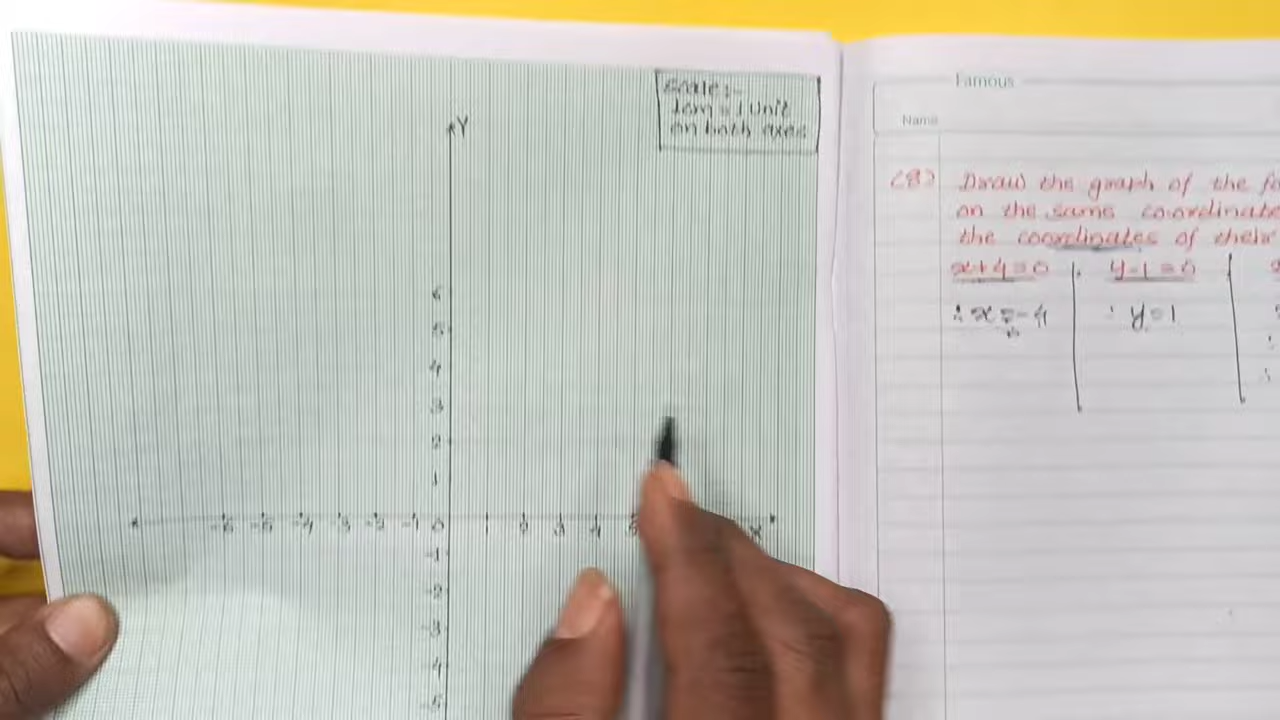 Scale:-
1cm = 1 Unit
on both axes
Y
6
5
4
3
2
1
-6 -5 -4 -3 -2 -1 0 1 2 3 4 5 X
-1
-2
-3
-4
-5
Famous
Name
(8) Draw the graph of the
on the same coordinate
the coordinates of their
x+4=0 y-1=0
∴ x=-4 ∴ y=1